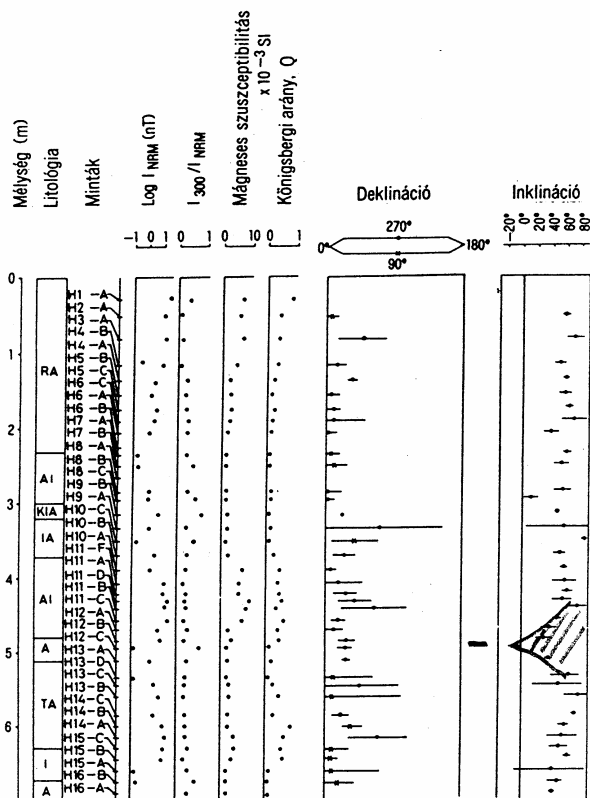 Mélység (m)
Litológia
Minták
Log I NRM (nT)
I 300 / I NRM
Mágneses szuszceptibilitás
x 10 -3 SI
Königsbergi arány, Q
Deklináció
Inklináció
270°
0° 180°
90°
-20° 0 20° 40° 60° 80°
-1 0 1
0 1
0 10
0 1
0
1
2
3
4
5
6
RA
AI
KIA
IA
AI
A
TA
I
A
H1 -A
H2 -A
H3 -A
H4 -B
H4 -A
H5 -B
H5 -C
H6 -C
H6 -A
H6 -B
H7 -A
H7 -B
H8 -A
H8 -B
H8 -C
H9 -B
H9 -A
H10 -C
H10 -B
H10 -A
H11 -F
H11 -A
H11 -D
H11 -B
H11 -C
H12 -A
H12 -B
H12 -C
H13 -A
H13 -D
H13 -C
H13 -B
H14 -C
H14 -B
H14 -A
H15 -C
H15 -B
H15 -A
H16 -B
H16 -A